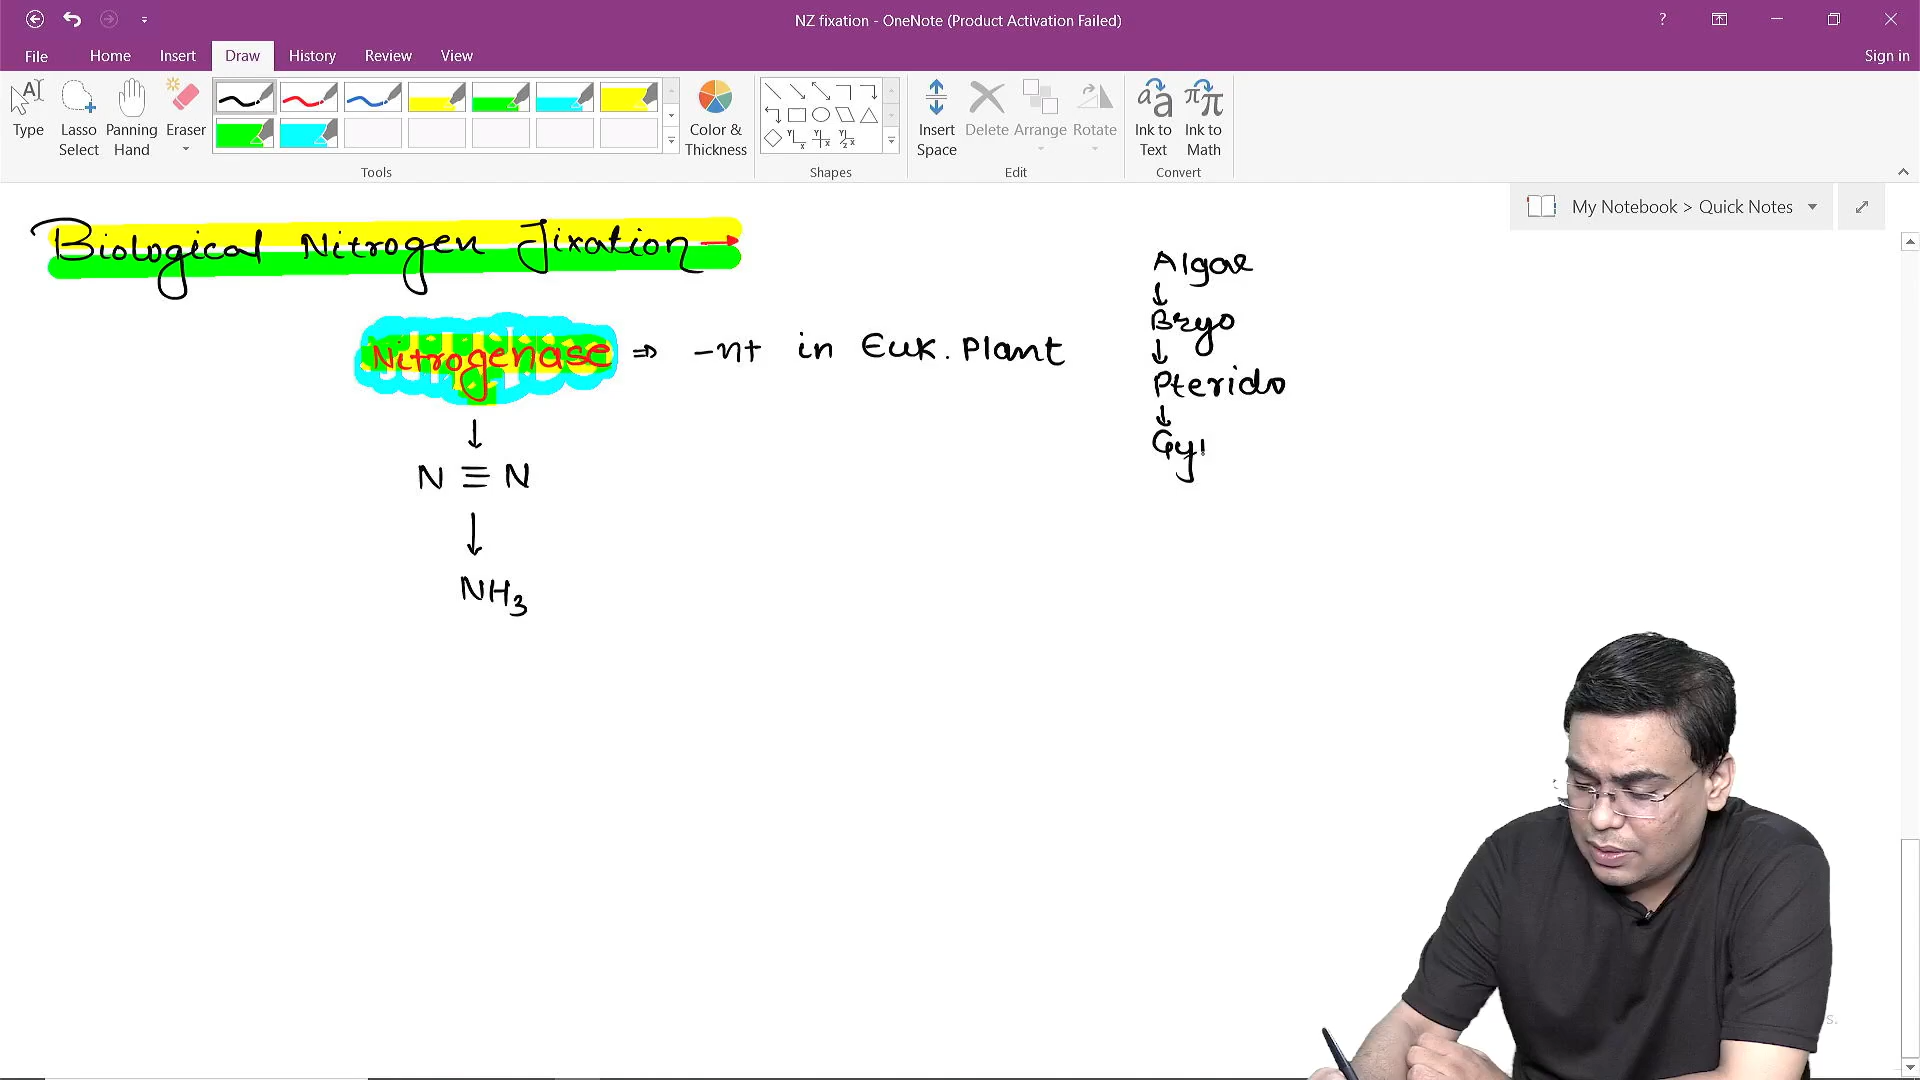 NZ fixation - OneNote (Product Activation Failed)
?
File Home Insert Draw History Review View
Sign in
Type
Lasso Select
Panning Hand
Eraser
Color & Thickness
Insert Space
Delete
Arrange
Rotate
Ink to Text
Ink to Math
Tools
Shapes
Edit
Convert
My Notebook > Quick Notes
Biological Nitrogen Fixation →
Nitrogenase ⇒ -nt in Euk. Plant
↓
N ≡ N
↓
NH3
Algae
↓
Bryo
↓
Pterido
↓
Gy